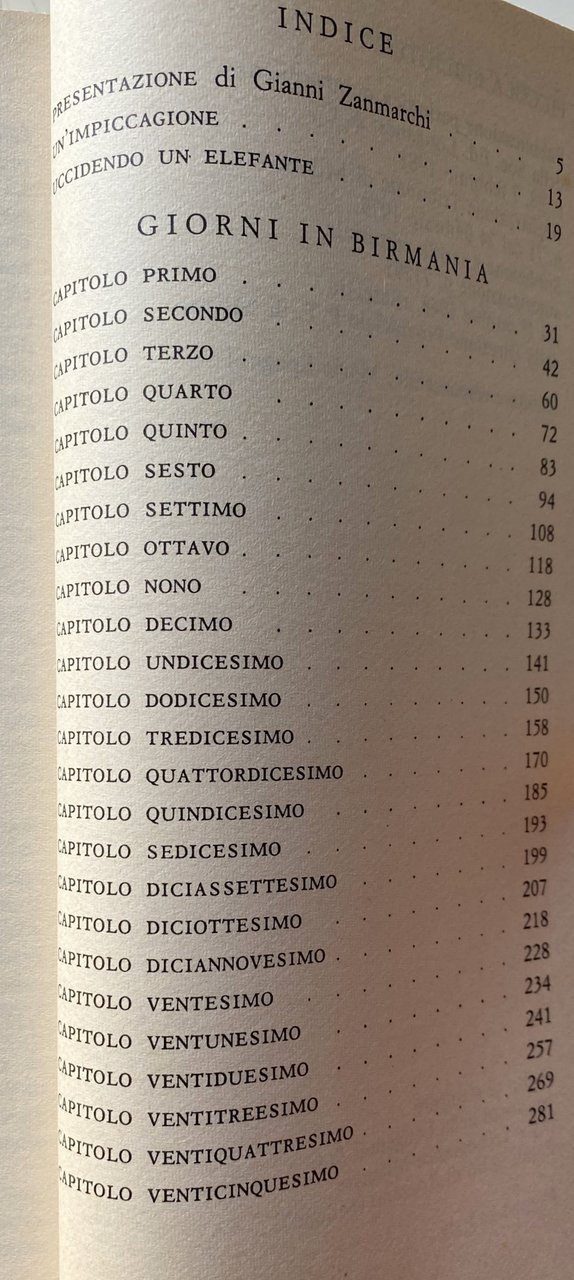 INDICE
PRESENTAZIONE di Gianni Zanmarchi . . . . 5
UN'IMPICCAGIONE . . . . . . . . . 13
UCCIDENDO UN ELEFANTE . . . . . . 19
GIORNI IN BIRMANIA
CAPITOLO PRIMO . . . . . . . . . 31
CAPITOLO SECONDO . . . . . . . . 42
CAPITOLO TERZO . . . . . . . . . 60
CAPITOLO QUARTO . . . . . . . . 72
CAPITOLO QUINTO . . . . . . . . . 83
CAPITOLO SESTO . . . . . . . . . 94
CAPITOLO SETTIMO . . . . . . . . 108
CAPITOLO OTTAVO . . . . . . . . . 118
CAPITOLO NONO . . . . . . . . . 128
CAPITOLO DECIMO . . . . . . . . 133
CAPITOLO UNDICESIMO . . . . . . . 141
CAPITOLO DODICESIMO . . . . . . . 150
CAPITOLO TREDICESIMO . . . . . . . 158
CAPITOLO QUATTORDICESIMO . . . . . 170
CAPITOLO QUINDICESIMO . . . . . . 185
CAPITOLO SEDICESIMO . . . . . . . 193
CAPITOLO DICIASSETTESIMO . . . . . 199
CAPITOLO DICIOTTESIMO . . . . . . 207
CAPITOLO DICIANNOVESIMO . . . . . . 218
CAPITOLO VENTESIMO . . . . . . . 228
CAPITOLO VENTUNESIMO . . . . . . 234
CAPITOLO VENTIDUESIMO . . . . . . 241
CAPITOLO VENTITREESIMO . . . . . . 257
CAPITOLO VENTIQUATTRESIMO . . . . . 269
CAPITOLO VENTICINQUESIMO . . . . . 281